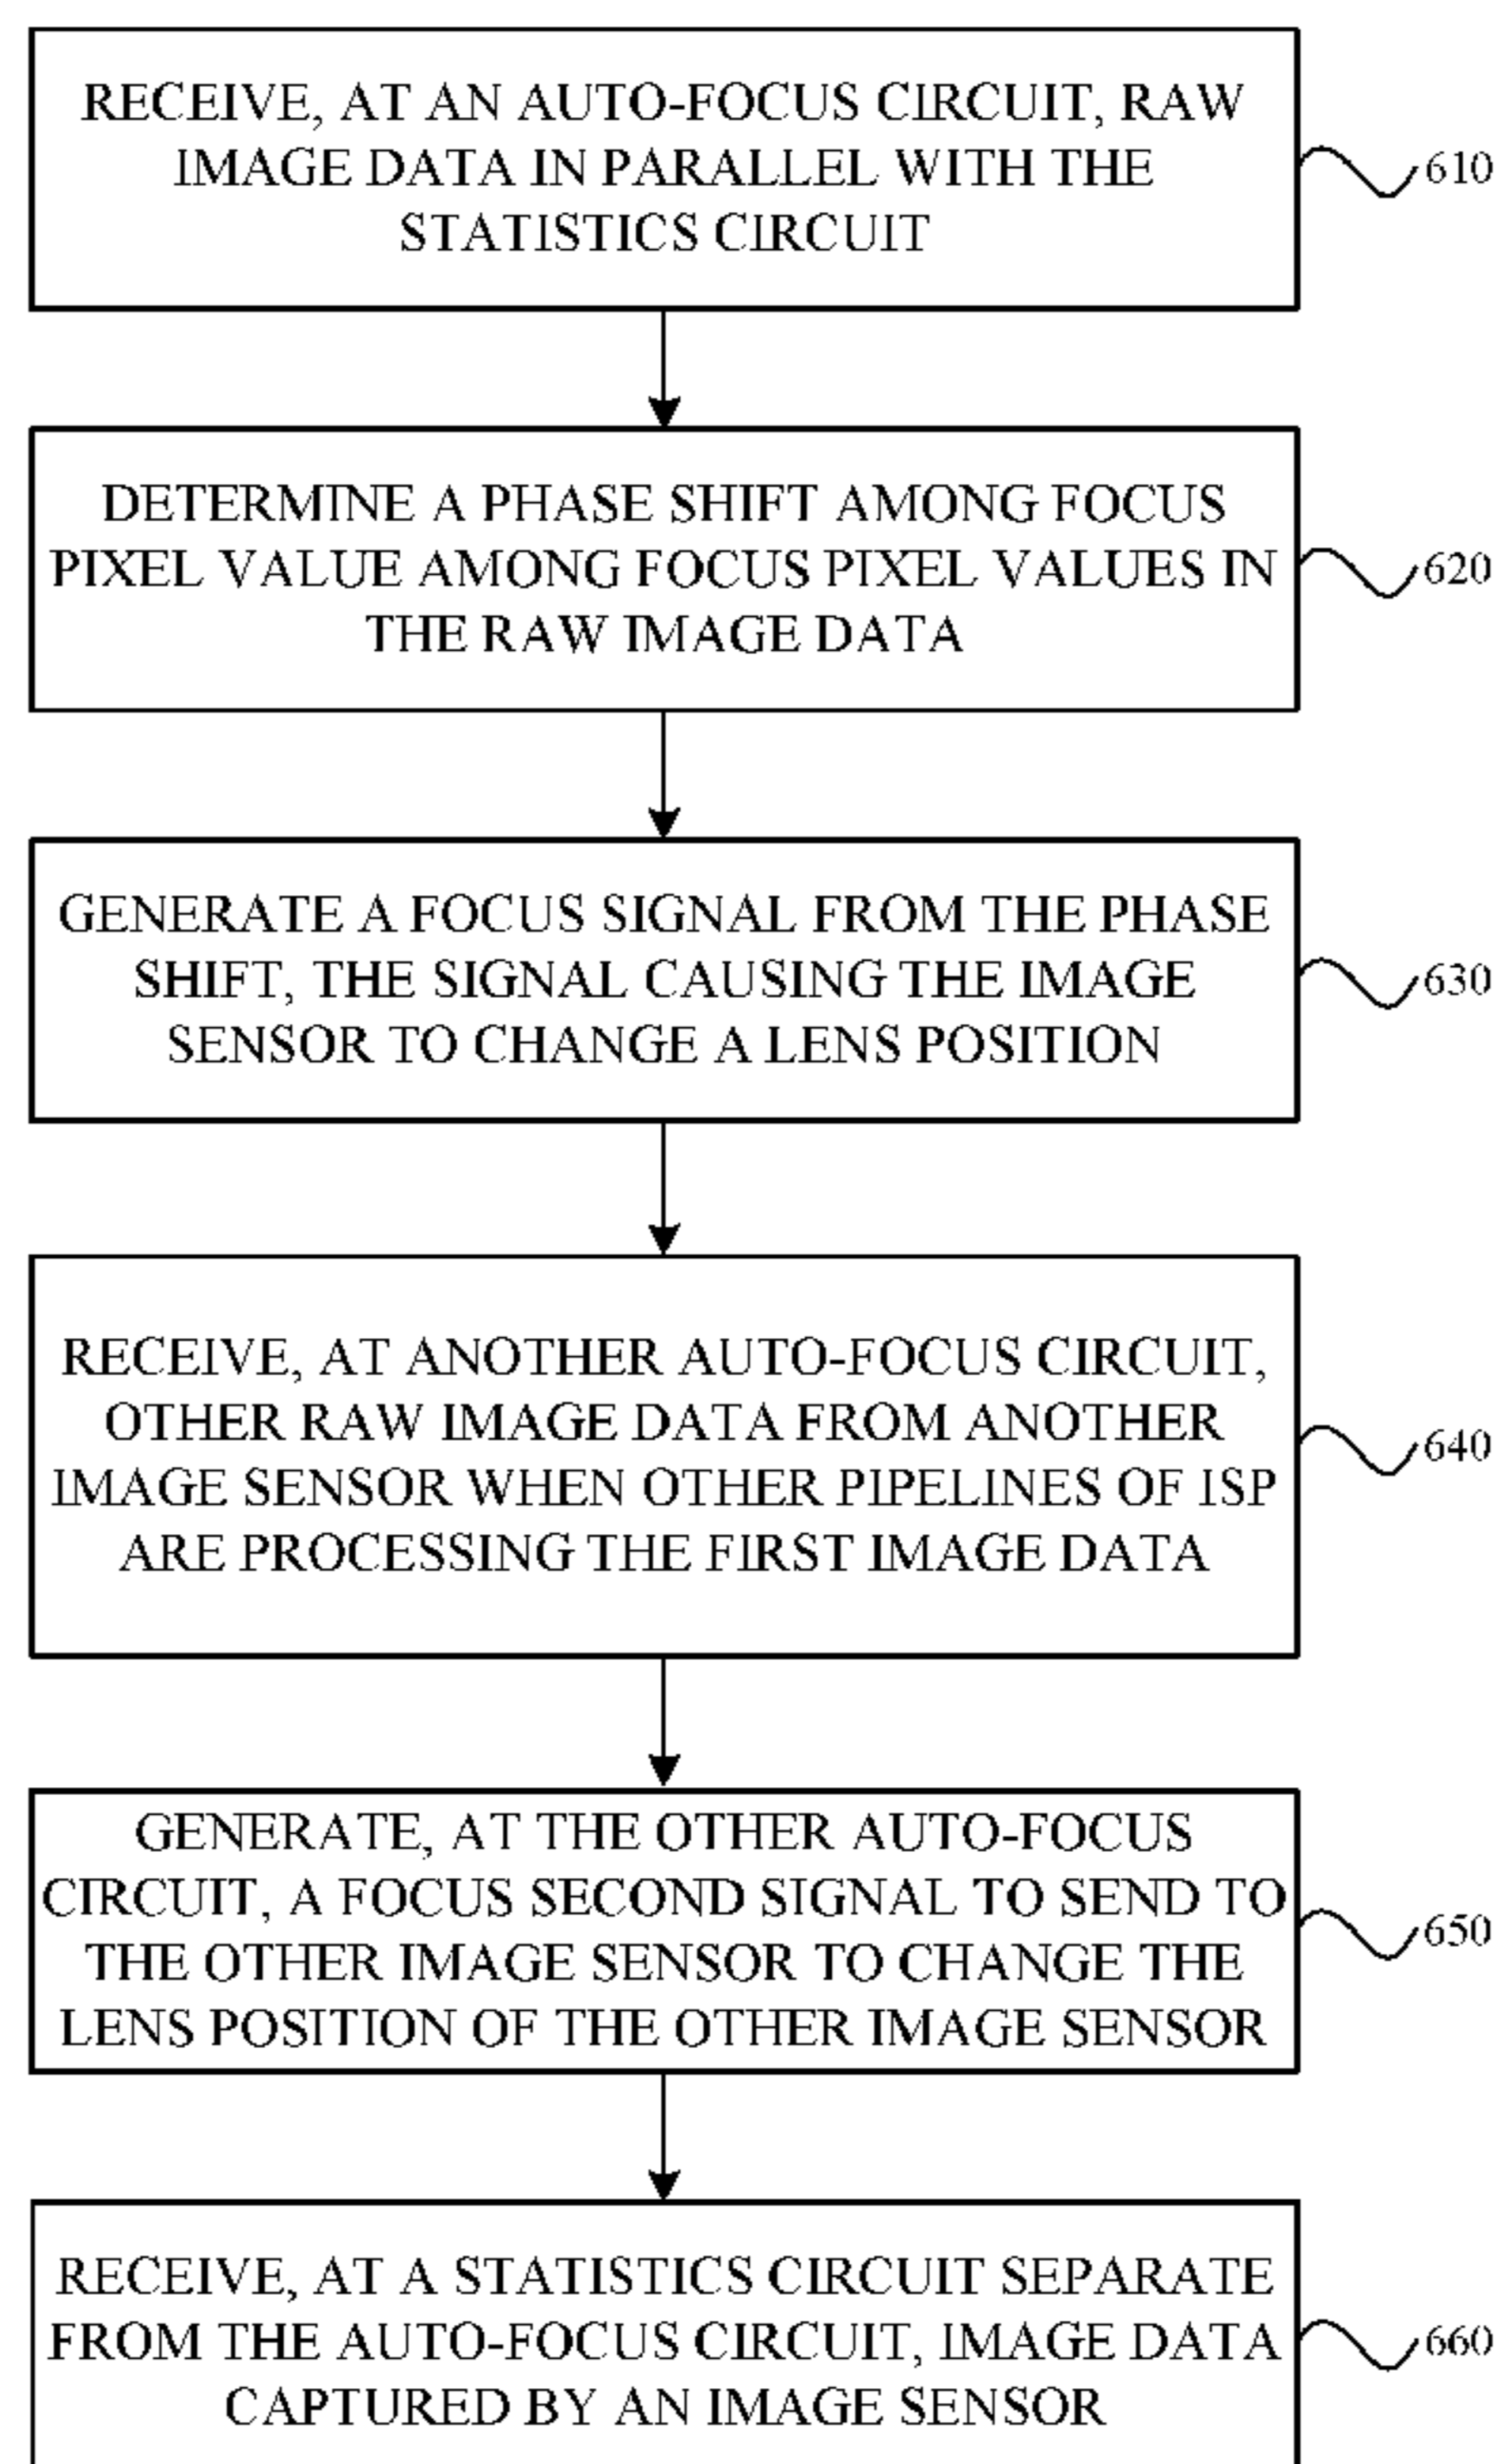 RECEIVE, AT AN AUTO-FOCUS CIRCUIT, RAW
IMAGE DATA IN PARALLEL WITH THE
STATISTICS CIRCUIT
610
DETERMINE A PHASE SHIFT AMONG FOCUS
PIXEL VALUE AMONG FOCUS PIXEL VALUES IN
THE RAW IMAGE DATA
620
GENERATE A FOCUS SIGNAL FROM THE PHASE
SHIFT, THE SIGNAL CAUSING THE IMAGE
SENSOR TO CHANGE A LENS POSITION
630
RECEIVE, AT ANOTHER AUTO-FOCUS CIRCUIT,
OTHER RAW IMAGE DATA FROM ANOTHER
IMAGE SENSOR WHEN OTHER PIPELINES OF ISP
ARE PROCESSING THE FIRST IMAGE DATA
640
GENERATE, AT THE OTHER AUTO-FOCUS
CIRCUIT, A FOCUS SECOND SIGNAL TO SEND TO
THE OTHER IMAGE SENSOR TO CHANGE THE
LENS POSITION OF THE OTHER IMAGE SENSOR
650
RECEIVE, AT A STATISTICS CIRCUIT SEPARATE
FROM THE AUTO-FOCUS CIRCUIT, IMAGE DATA
CAPTURED BY AN IMAGE SENSOR
660